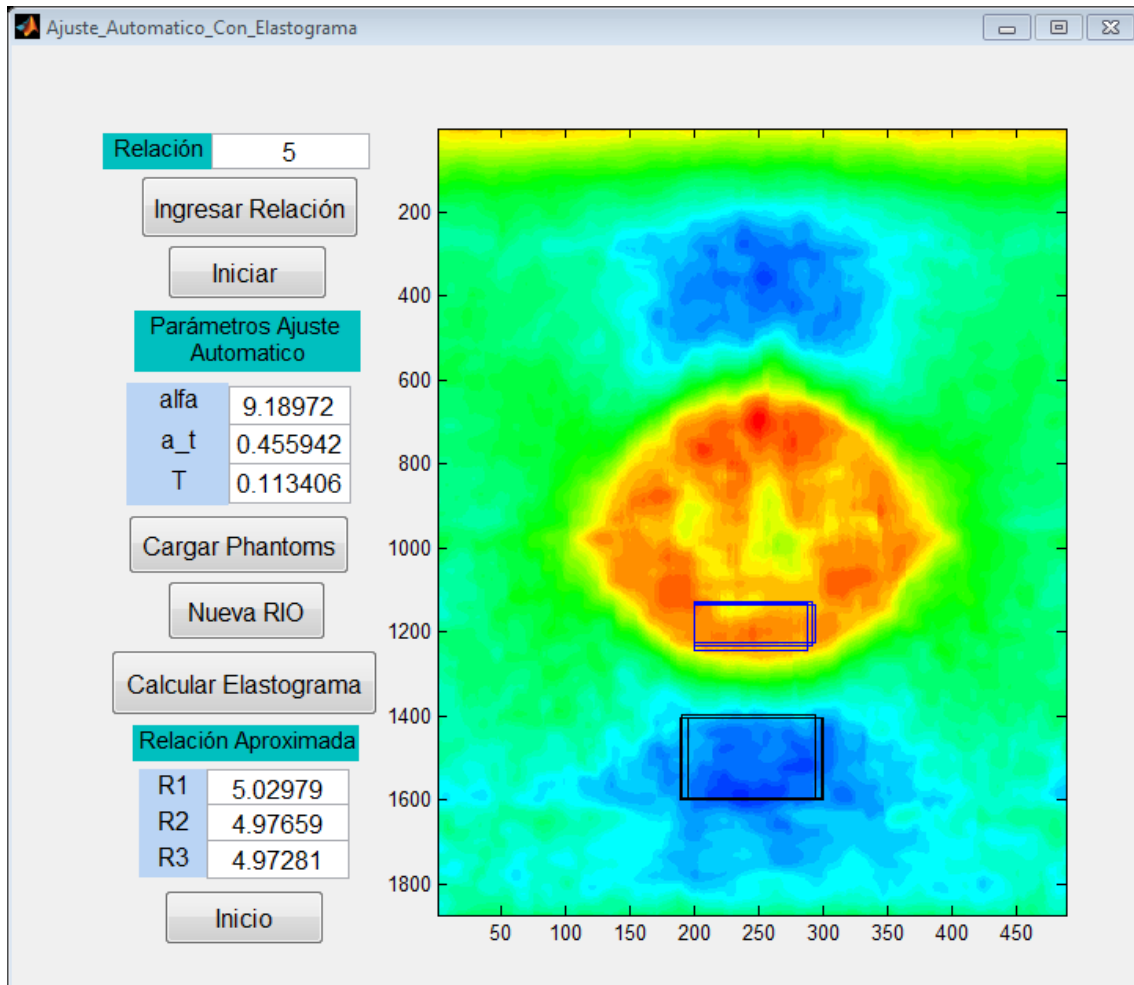 Ajuste_Automatico_Con_Elastograma
Relación 5
Ingresar Relación
Iniciar
Parámetros Ajuste
Automatico
alfa 9.18972
a_t 0.455942
T 0.113406
Cargar Phantoms
Nueva RIO
Calcular Elastograma
Relación Aproximada
R1 5.02979
R2 4.97659
R3 4.97281
Inicio
200
400
600
800
1000
1200
1400
1600
1800
50 100 150 200 250 300 350 400 450